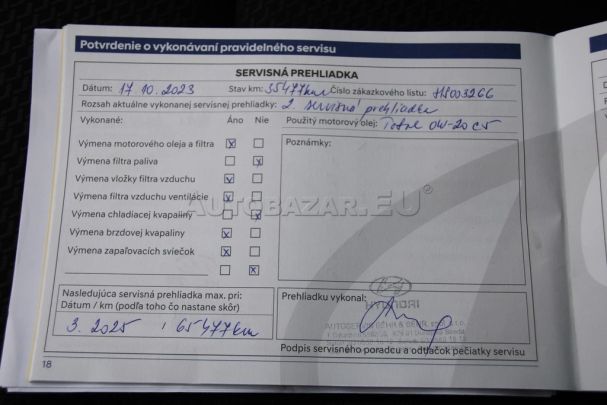 Potvrdenie o vykonávaní pravidelného servisu
SERVISNÁ PREHLIADKA
Dátum: 17 10. 2023 Stav km: 35477km Číslo zákazkového listu: HS003266
Rozsah aktuálne vykonanej servisnej prehliadky: 2. servisná prehliadka
Vykonané: Áno Nie Použitý motorový olej: Total 0W-20 C5
Výmena motorového oleja a filtra x
Poznámky:
Výmena filtra paliva x
Výmena vložky filtra vzduchu x
Výmena filtra vzduchu ventilácie x
AUTOBAZAR.EU®
Výmena chladiacej kvapaliny x
Výmena brzdovej kvapaliny x
Výmena zapaľovacích sviečok x
x
Nasledujúca servisná prehliadka max. pri:
Dátum / km (podľa toho čo nastane skôr)
3. 2025 / 65477km
Prehliadku vykonal:
HYUNDAI
Podpis servisného poradcu a odtlačok pečiatky servisu
18